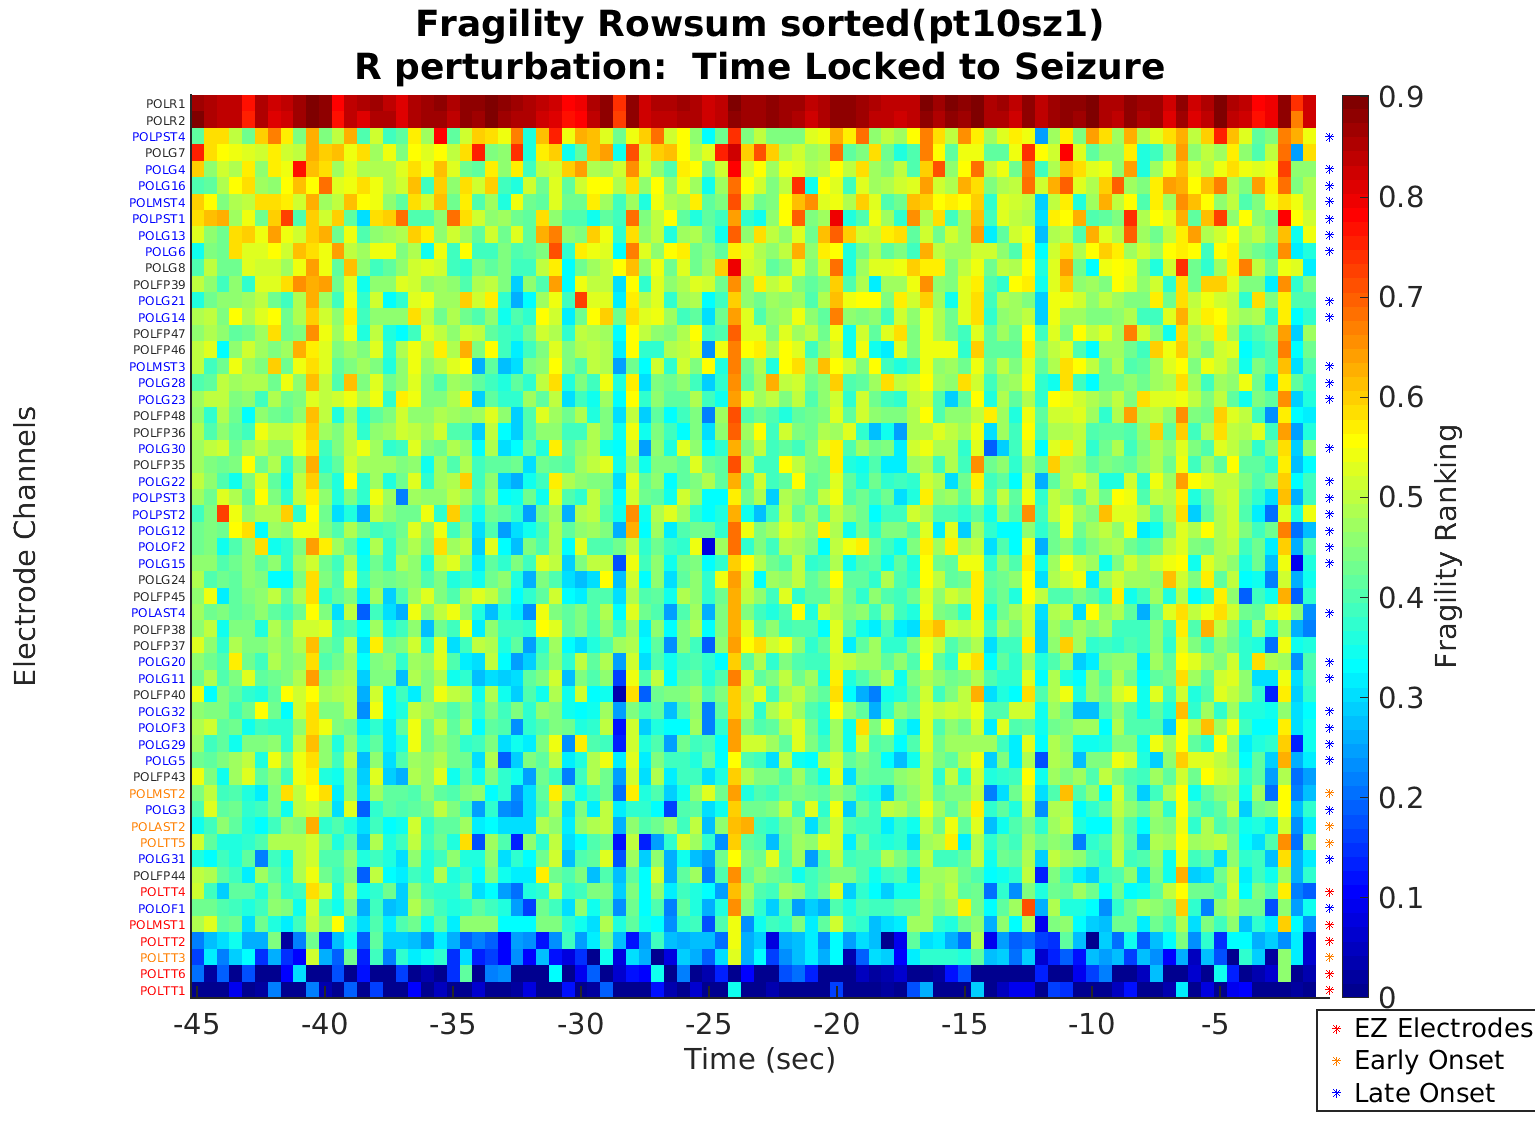 Fragility Rowsum sorted(pt10sz1)
R perturbation:  Time Locked to Seizure
Electrode Channels
POLR1
POLR2
POLPST4
POLG7
POLG4
POLG16
POLMST4
POLPST1
POLG13
POLG6
POLG8
POLFP39
POLG21
POLG14
POLFP47
POLFP46
POLMST3
POLG28
POLG23
POLFP48
POLFP36
POLG30
POLFP35
POLG22
POLPST3
POLPST2
POLG12
POLOF2
POLG15
POLG24
POLFP45
POLAST4
POLFP38
POLFP37
POLG20
POLG11
POLFP40
POLG32
POLOF3
POLG29
POLG5
POLFP43
POLMST2
POLG3
POLAST2
POLTT5
POLG31
POLFP44
POLTT4
POLOF1
POLMST1
POLTT2
POLTT3
POLTT6
POLTT1
-45 -40 -35 -30 -25 -20 -15 -10 -5
Time (sec)
0.9
0.8
0.7
0.6
0.5
0.4
0.3
0.2
0.1
0
Fragility Ranking
EZ Electrodes
Early Onset
Late Onset